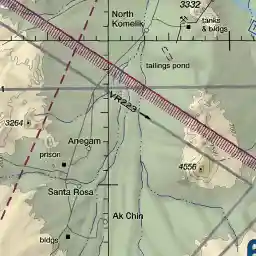 3332
North
Komelik
tanks
& bldgs
tailings pond
VR223
3264
Anegam
prison
4556
Santa Rosa
Ak Chin
bldgs